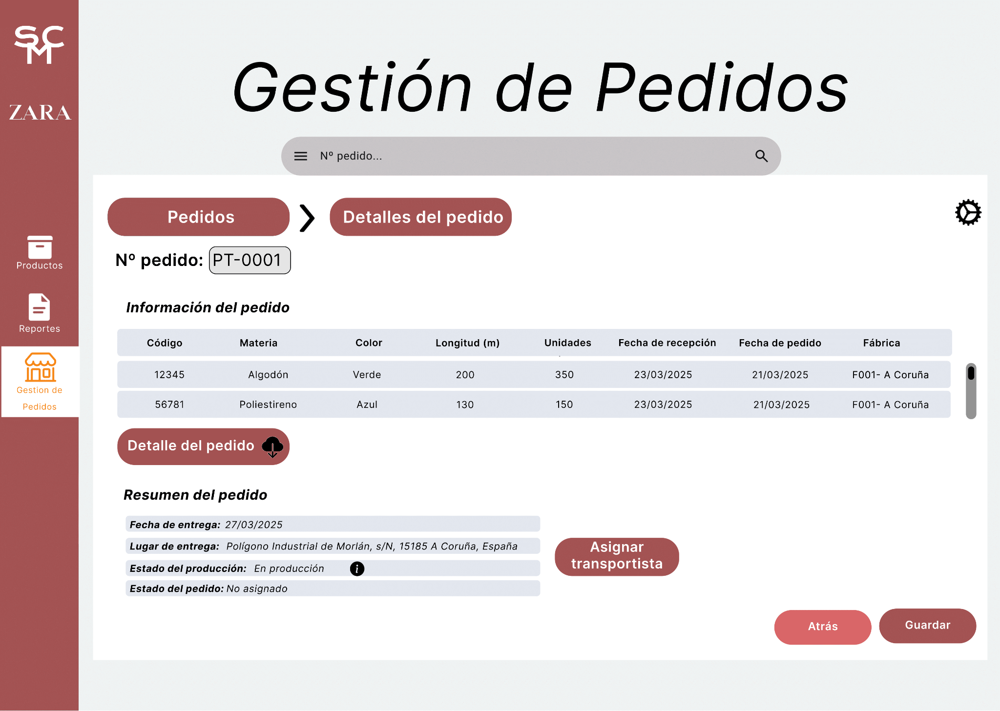 SCM
ZARA
Productos
Reportes
Gestion de
Pedidos
Gestión de Pedidos
Nº pedido...
Pedidos
Detalles del pedido
Nº pedido: PT-0001
Información del pedido
Código Materia Color Longitud (m) Unidades Fecha de recepción Fecha de pedido Fábrica
12345 Algodón Verde 200 350 23/03/2025 21/03/2025 F001- A Coruña
56781 Poliestireno Azul 130 150 23/03/2025 21/03/2025 F001- A Coruña
Detalle del pedido
Resumen del pedido
Fecha de entrega: 27/03/2025
Lugar de entrega: Polígono Industrial de Morlán, s/N, 15185 A Coruña, España
Estado del producción: En producción i
Estado del pedido: No asignado
Asignar
transportista
Atrás
Guardar